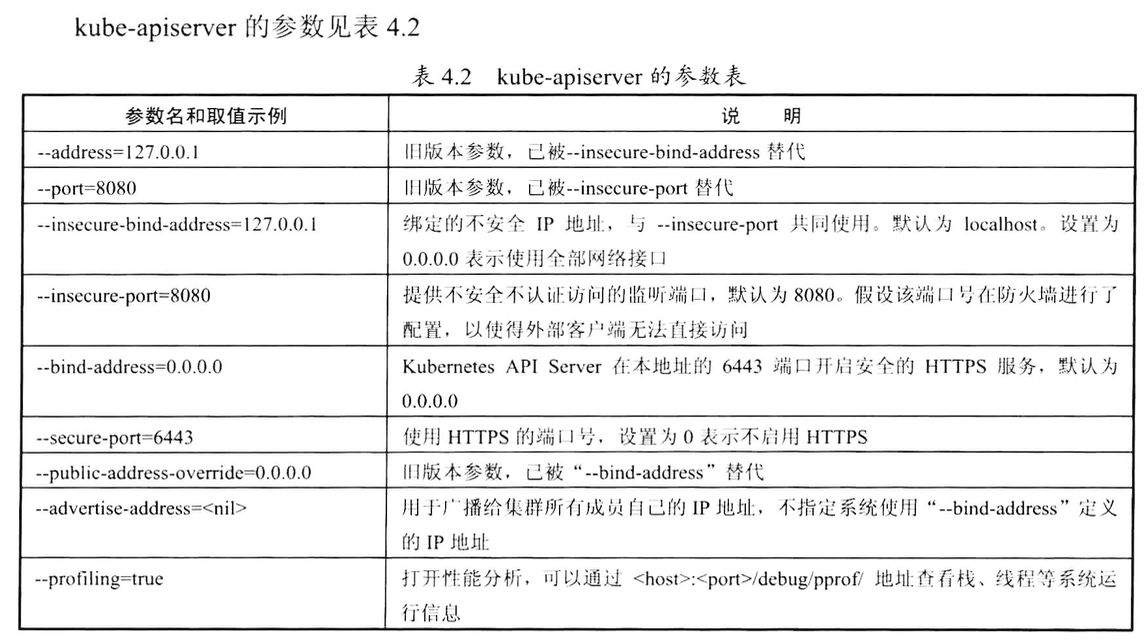 kube-apiserver 的参数见表 4.2
表 4.2 kube-apiserver 的参数表
参数名和取值示例 说 明
--address=127.0.0.1 旧版本参数，已被--insecure-bind-address 替代
--port=8080 旧版本参数，已被--insecure-port 替代
--insecure-bind-address=127.0.0.1 绑定的不安全 IP 地址，与 --insecure-port 共同使用。默认为 localhost。设置为
0.0.0.0 表示使用全部网络接口
--insecure-port=8080 提供不安全不认证访问的监听端口，默认为 8080。假设该端口号在防火墙进行了
配置，以使得外部客户端无法直接访问
--bind-address=0.0.0.0 Kubernetes API Server 在本地址的 6443 端口开启安全的 HTTPS 服务，默认为
0.0.0.0
--secure-port=6443 使用 HTTPS 的端口号，设置为 0 表示不启用 HTTPS
--public-address-override=0.0.0.0 旧版本参数，已被“--bind-address”替代
--advertise-address=<nil> 用于广播给集群所有成员自己的 IP 地址，不指定系统使用“--bind-address”定义
的 IP 地址
--profiling=true 打开性能分析，可以通过 <host>:<port>/debug/pprof/ 地址查看栈、线程等系统运
行信息